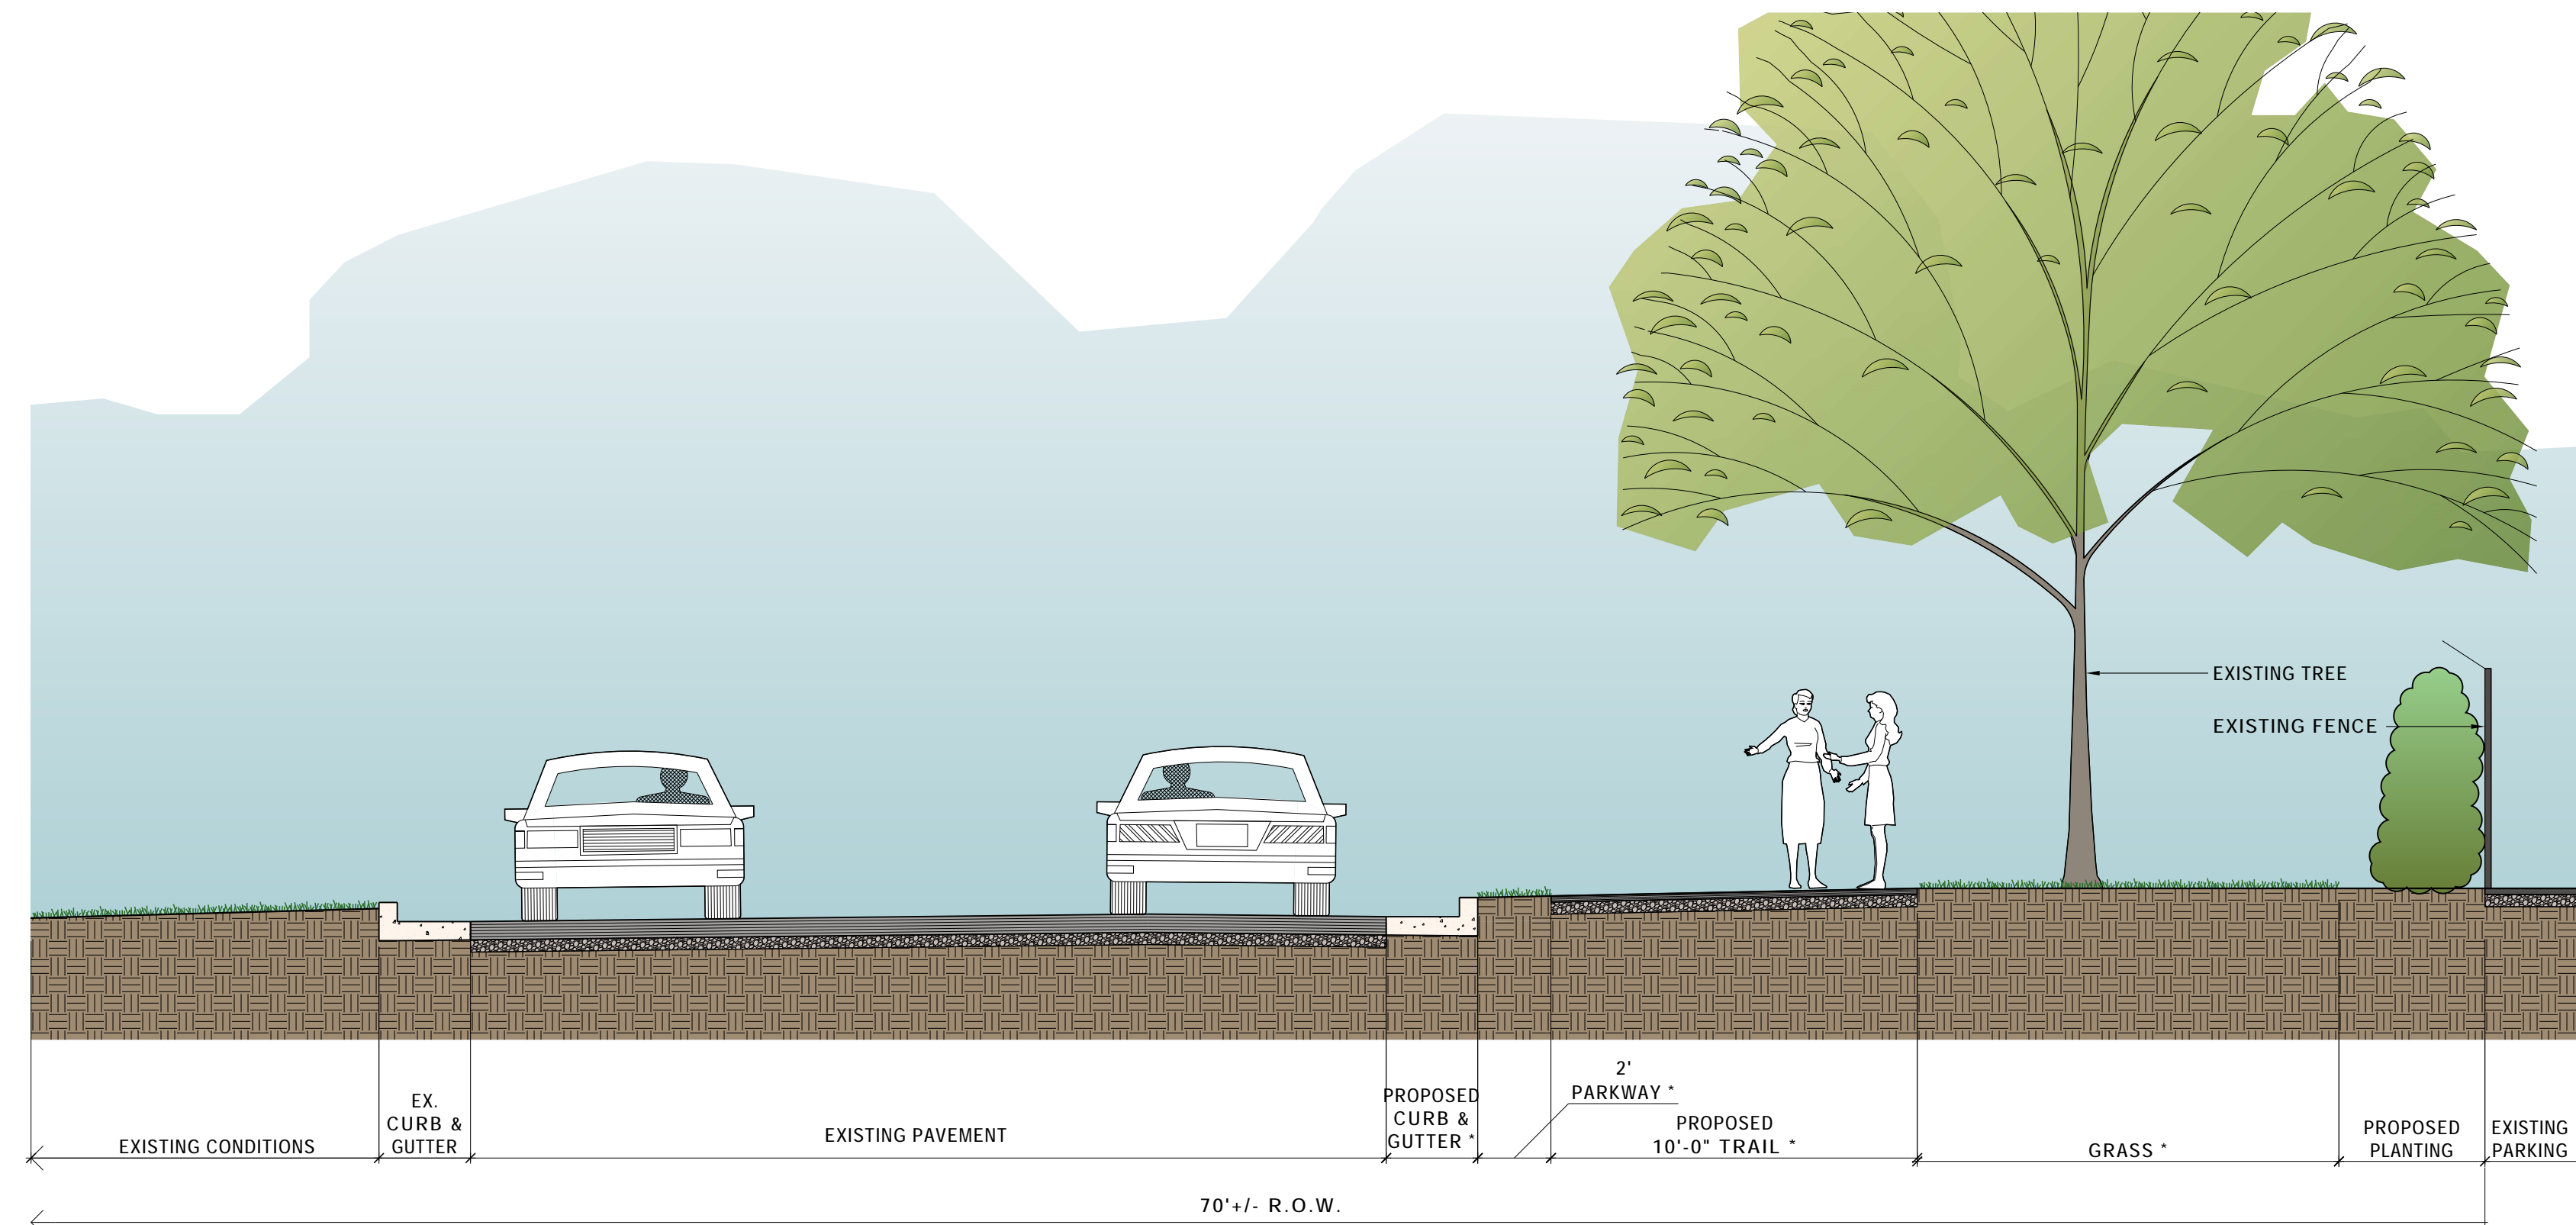 EXISTING TREE
EXISTING FENCE
EXISTING CONDITIONS
EX.
CURB &
GUTTER
EXISTING PAVEMENT
PROPOSED
CURB &
GUTTER *
2'
PARKWAY *
PROPOSED
10'-0" TRAIL *
GRASS *
PROPOSED
PLANTING
EXISTING
PARKING
70'+/- R.O.W.